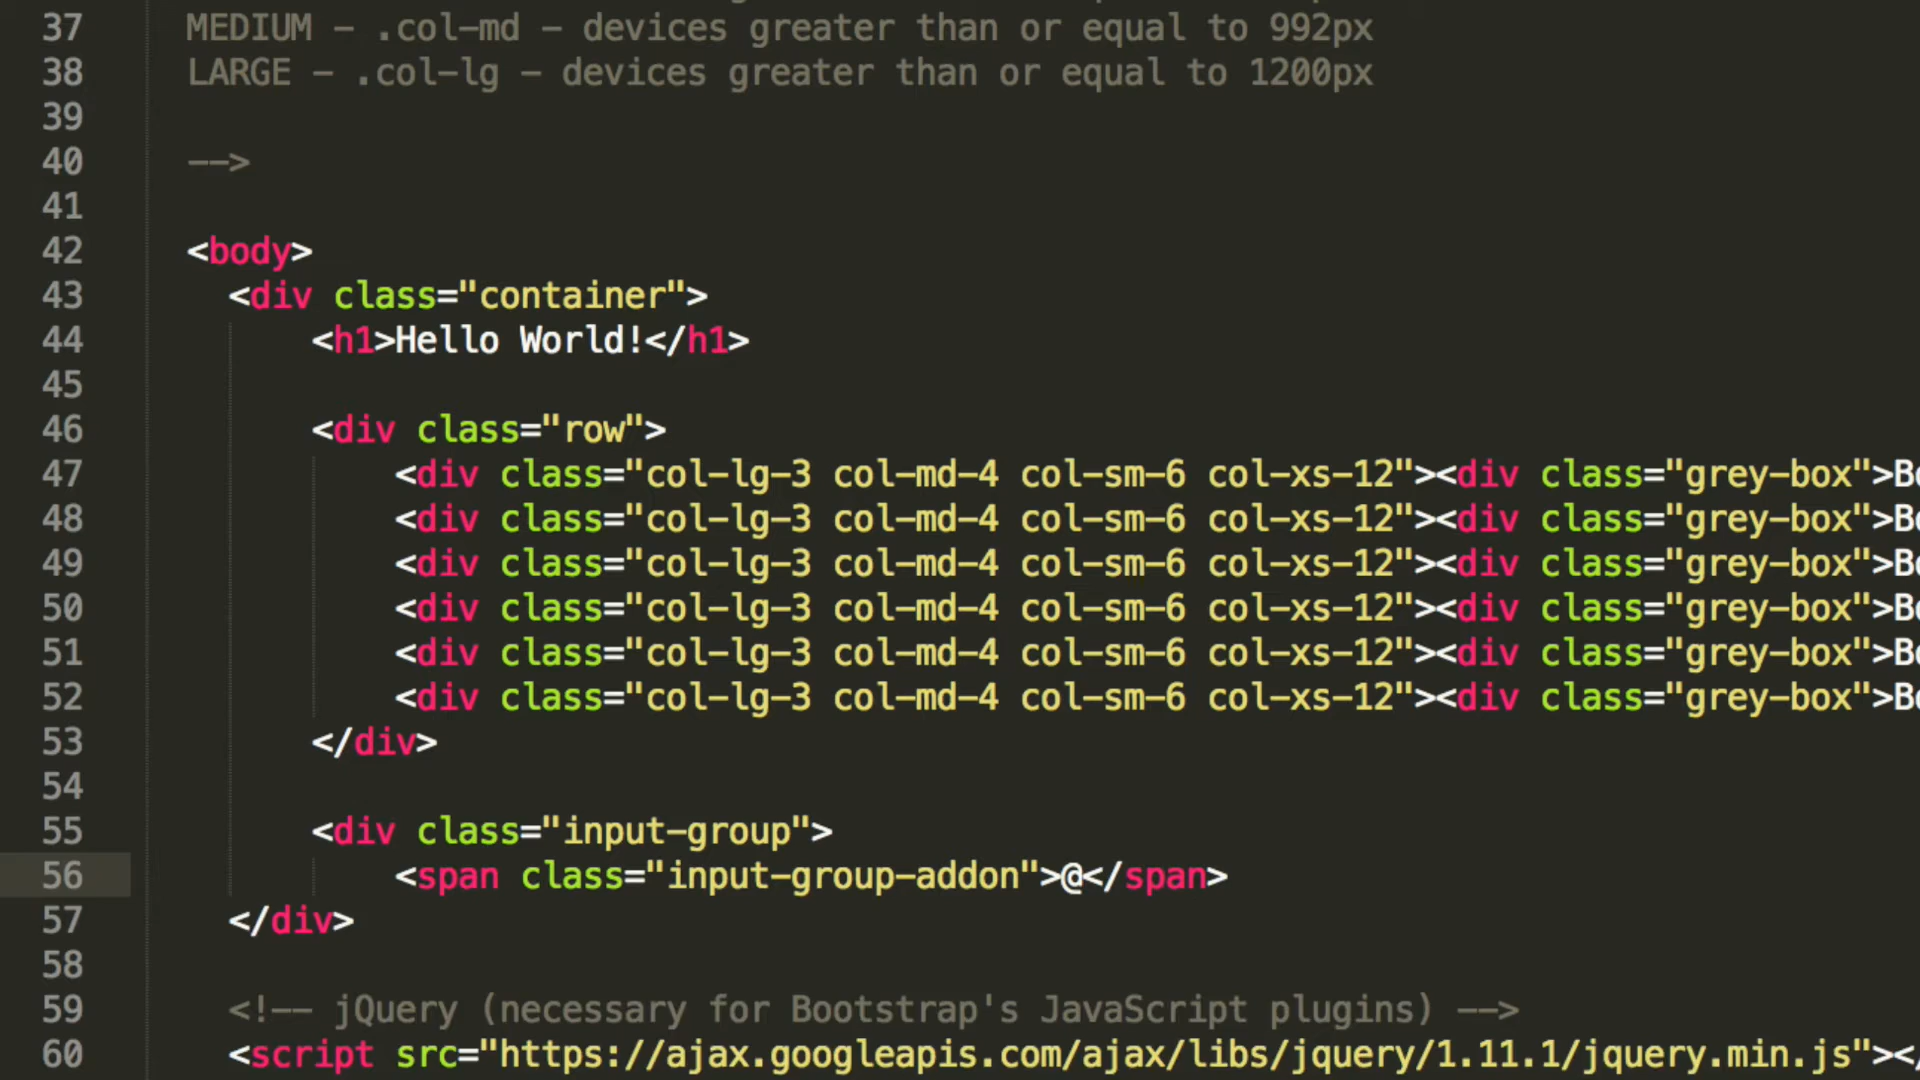 37 MEDIUM - .col-md - devices greater than or equal to 992px
38 LARGE - .col-lg - devices greater than or equal to 1200px
39
40 -->
41
42 <body>
43 <div class="container">
44 <h1>Hello World!</h1>
45
46 <div class="row">
47 <div class="col-lg-3 col-md-4 col-sm-6 col-xs-12"><div class="grey-box">
48 <div class="col-lg-3 col-md-4 col-sm-6 col-xs-12"><div class="grey-box">
49 <div class="col-lg-3 col-md-4 col-sm-6 col-xs-12"><div class="grey-box">
50 <div class="col-lg-3 col-md-4 col-sm-6 col-xs-12"><div class="grey-box">
51 <div class="col-lg-3 col-md-4 col-sm-6 col-xs-12"><div class="grey-box">
52 <div class="col-lg-3 col-md-4 col-sm-6 col-xs-12"><div class="grey-box">
53 </div>
54
55 <div class="input-group">
56 <span class="input-group-addon">@</span>
57 </div>
58
59 <!-- jQuery (necessary for Bootstrap's JavaScript plugins) -->
60 <script src="https://ajax.googleapis.com/ajax/libs/jquery/1.11.1/jquery.min.js"><